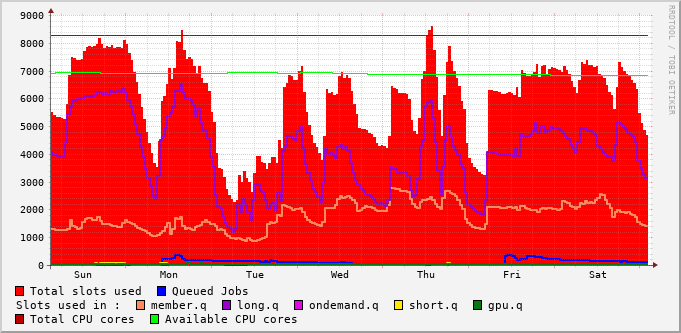 9000
8000
7000
6000
5000
4000
3000
2000
1000
0
Sun Mon Tue Wed Thu Fri Sat
RRDTOOL / TOBI OETIKER
Total slots used Queued Jobs
Slots used in : member.q long.q ondemand.q short.q gpu.q
Total CPU cores Available CPU cores